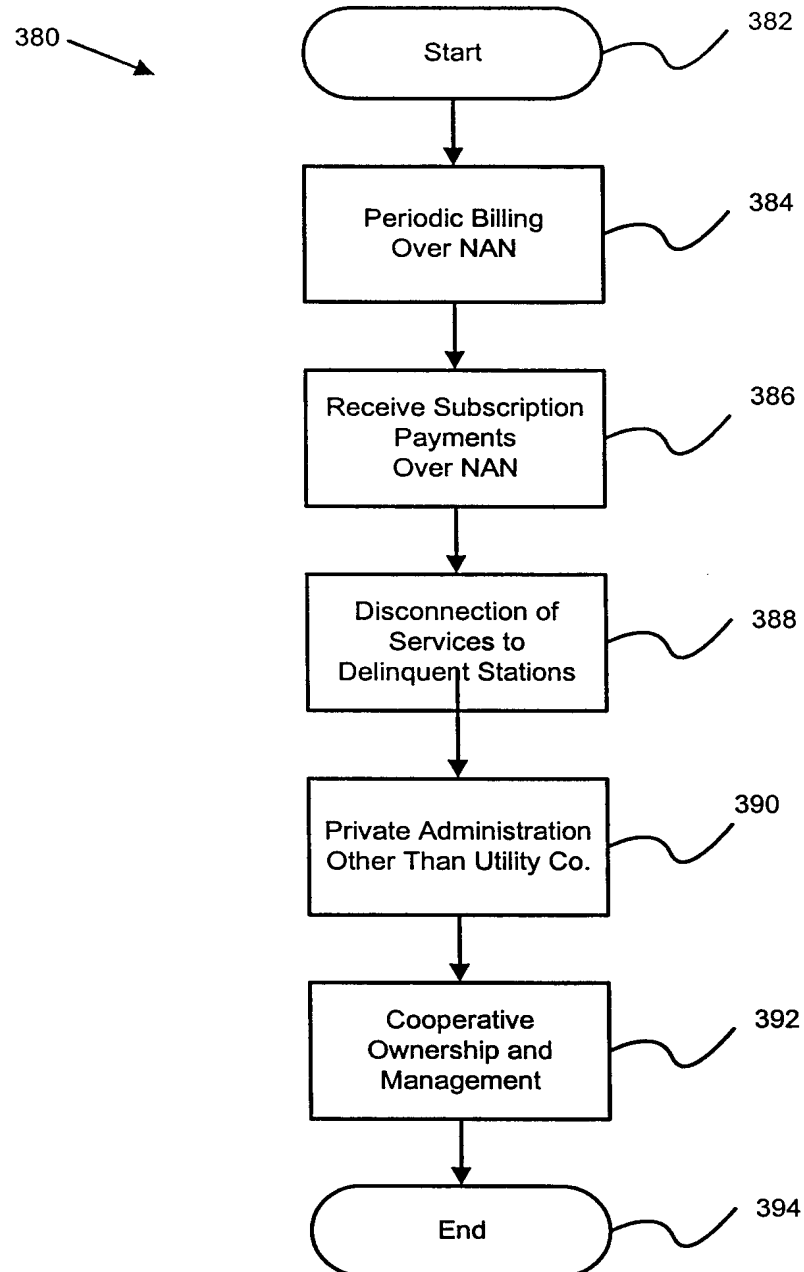 380
382
Start
384
Periodic Billing
Over NAN
386
Receive Subscription
Payments
Over NAN
388
Disconnection of
Services to
Delinquent Stations
390
Private Administration
Other Than Utility Co.
392
Cooperative
Ownership and
Management
394
End